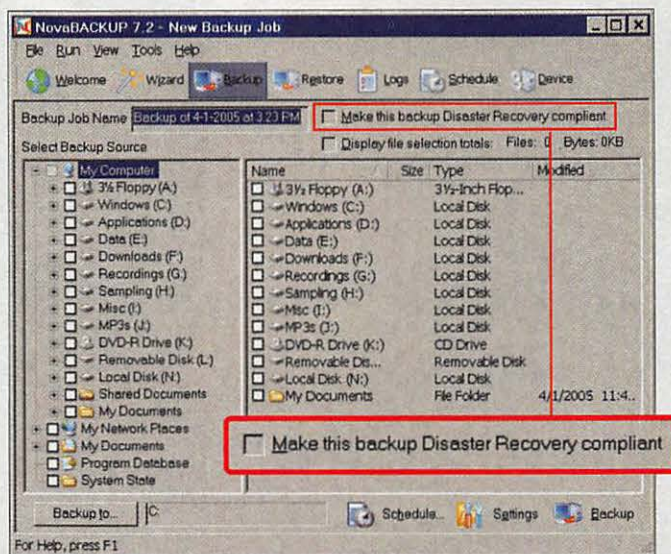 NovaBACKUP 7.2 - New Backup Job
File Run View Tools Help
Welcome Wizard Backup Restore Logs Schedule Device
Backup Job Name Backup of 4-1-2005 at 3 23 PM Make this backup Disaster Recovery compliant
Select Backup Source Display file selection totals: Files: 0 Bytes: 0KB
My Computer
3½ Floppy (A:)
Windows (C:)
Applications (D:)
Data (E:)
Downloads (F:)
Recordings (G:)
Sampling (H:)
Misc (I:)
MP3s (J:)
DVD-R Drive (K:)
Removable Disk (L:)
Local Disk (N:)
Shared Documents
My Documents
My Network Places
My Documents
Program Database
System State
Name Size Type Modified
3½ Floppy (A:) 3½-Inch Flop...
Windows (C:) Local Disk
Applications (D:) Local Disk
Data (E:) Local Disk
Downloads (F:) Local Disk
Recordings (G:) Local Disk
Sampling (H:) Local Disk
Misc (I:) Local Disk
MP3s (J:) Local Disk
DVD-R Drive (K:) CD Drive
Removable Dis... Removable Disk
Local Disk (N:) Local Disk
My Documents File Folder 4/1/2005 11:4..
Make this backup Disaster Recovery compliant
Backup to... C: Schedule... Settings Backup
For Help, press F1